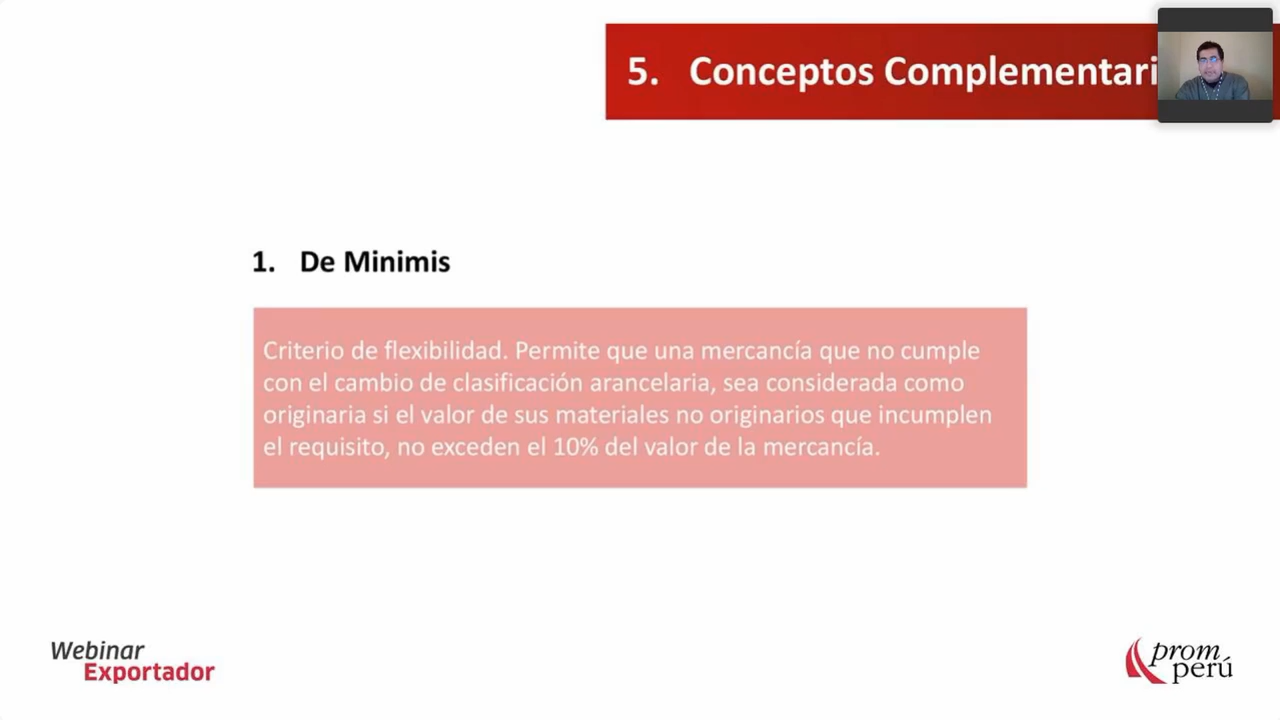 5. Conceptos Complementari
1. De Minimis
Criterio de flexibilidad. Permite que una mercancía que no cumple
con el cambio de clasificación arancelaria, sea considerada como
originaria si el valor de sus materiales no originarios que incumplen
el requisito, no exceden el 10% del valor de la mercancía.
Webinar
Exportador
prom
perú